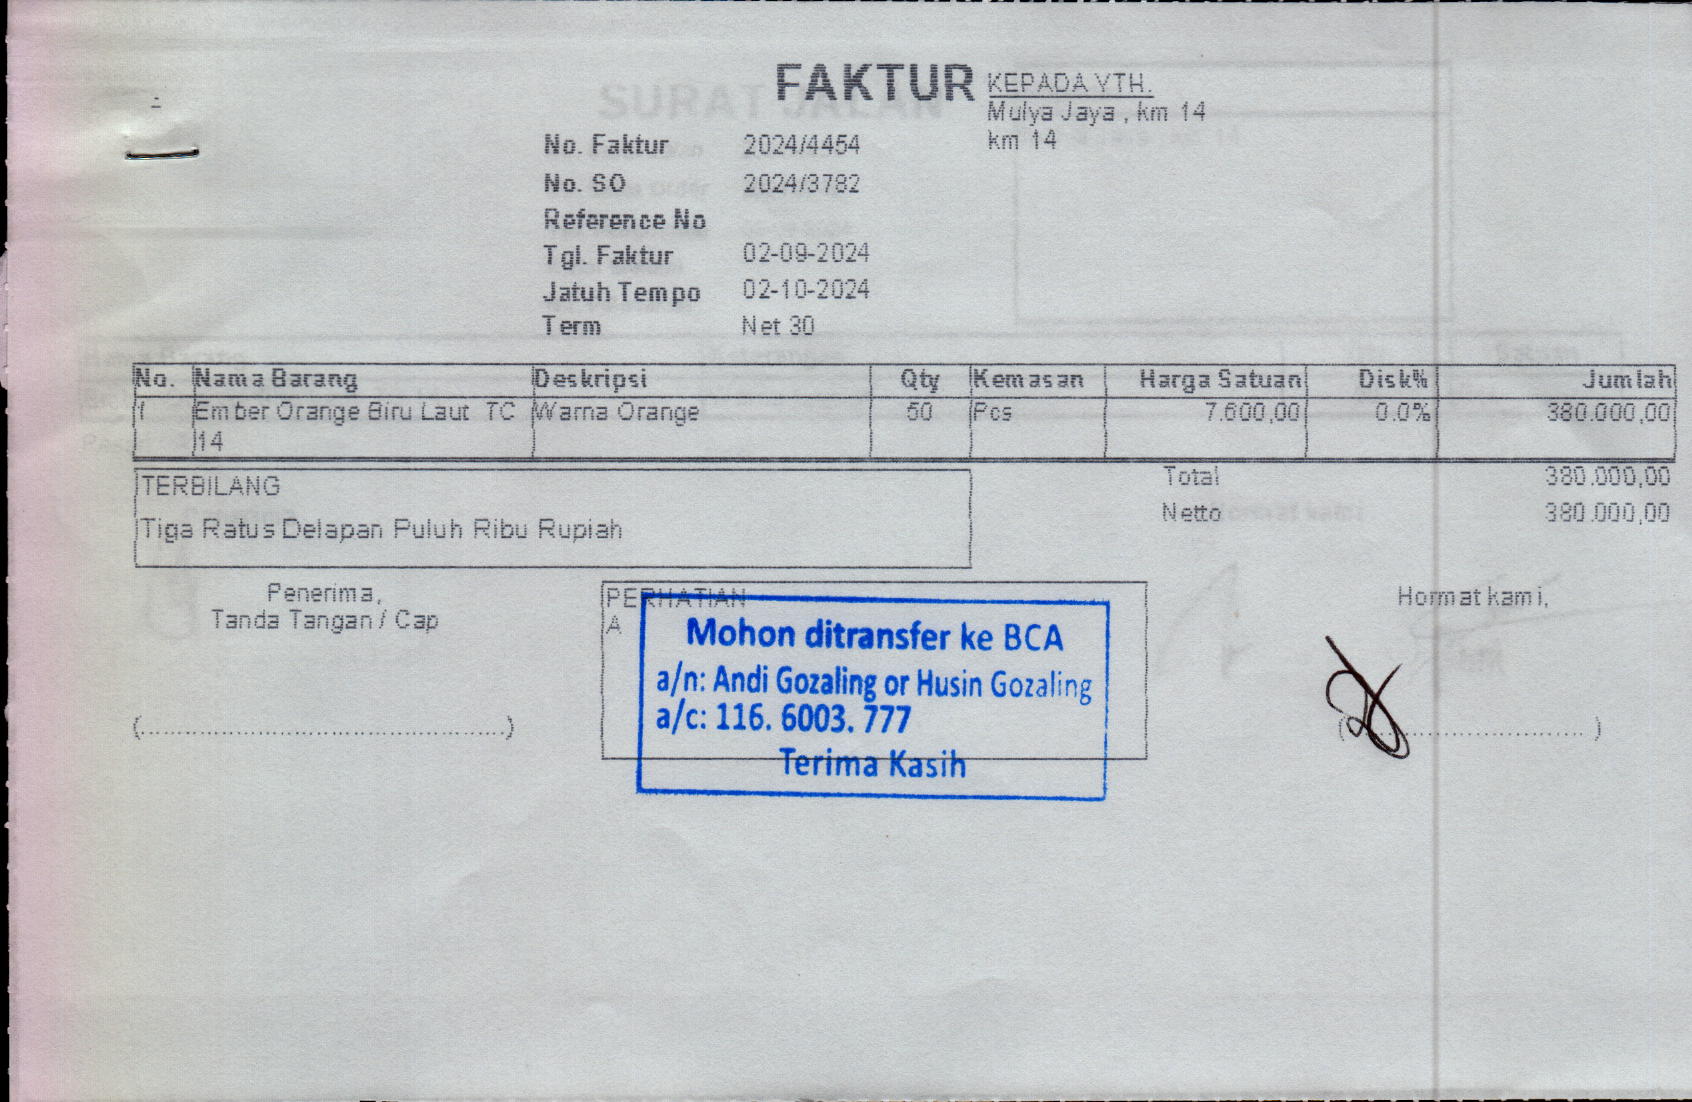 FAKTUR
KEPADA YTH.
Mulya Jaya , km 14
km 14
No. Faktur 2024/4454
No. SO 2024/3782
Reference No
Tgl. Faktur 02-09-2024
Jatuh Tempo 02-10-2024
Term Net 30
No. Nama Barang Deskripsi Qty Kemasan Harga Satuan Disk% Jumlah
1 Ember Orange Biru Laut TC Warna Orange 50 Pcs 7.600,00 0.0% 380.000,00
14
Total 380.000,00
Netto 380.000,00
TERBILANG
Tiga Ratus Delapan Puluh Ribu Rupiah
Penerima,
Tanda Tangan / Cap
(..........................................)
PERHATIAN
A
Mohon ditransfer ke BCA
a/n: Andi Gozaling or Husin Gozaling
a/c: 116. 6003. 777
Terima Kasih
Hormat kami,
(.......................... )